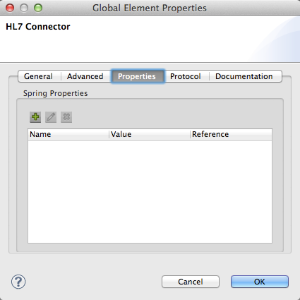 Global Element Properties
HL7 Connector
General Advanced Properties Protocol Documentation
Spring Properties
Name Value Reference
? Cancel OK